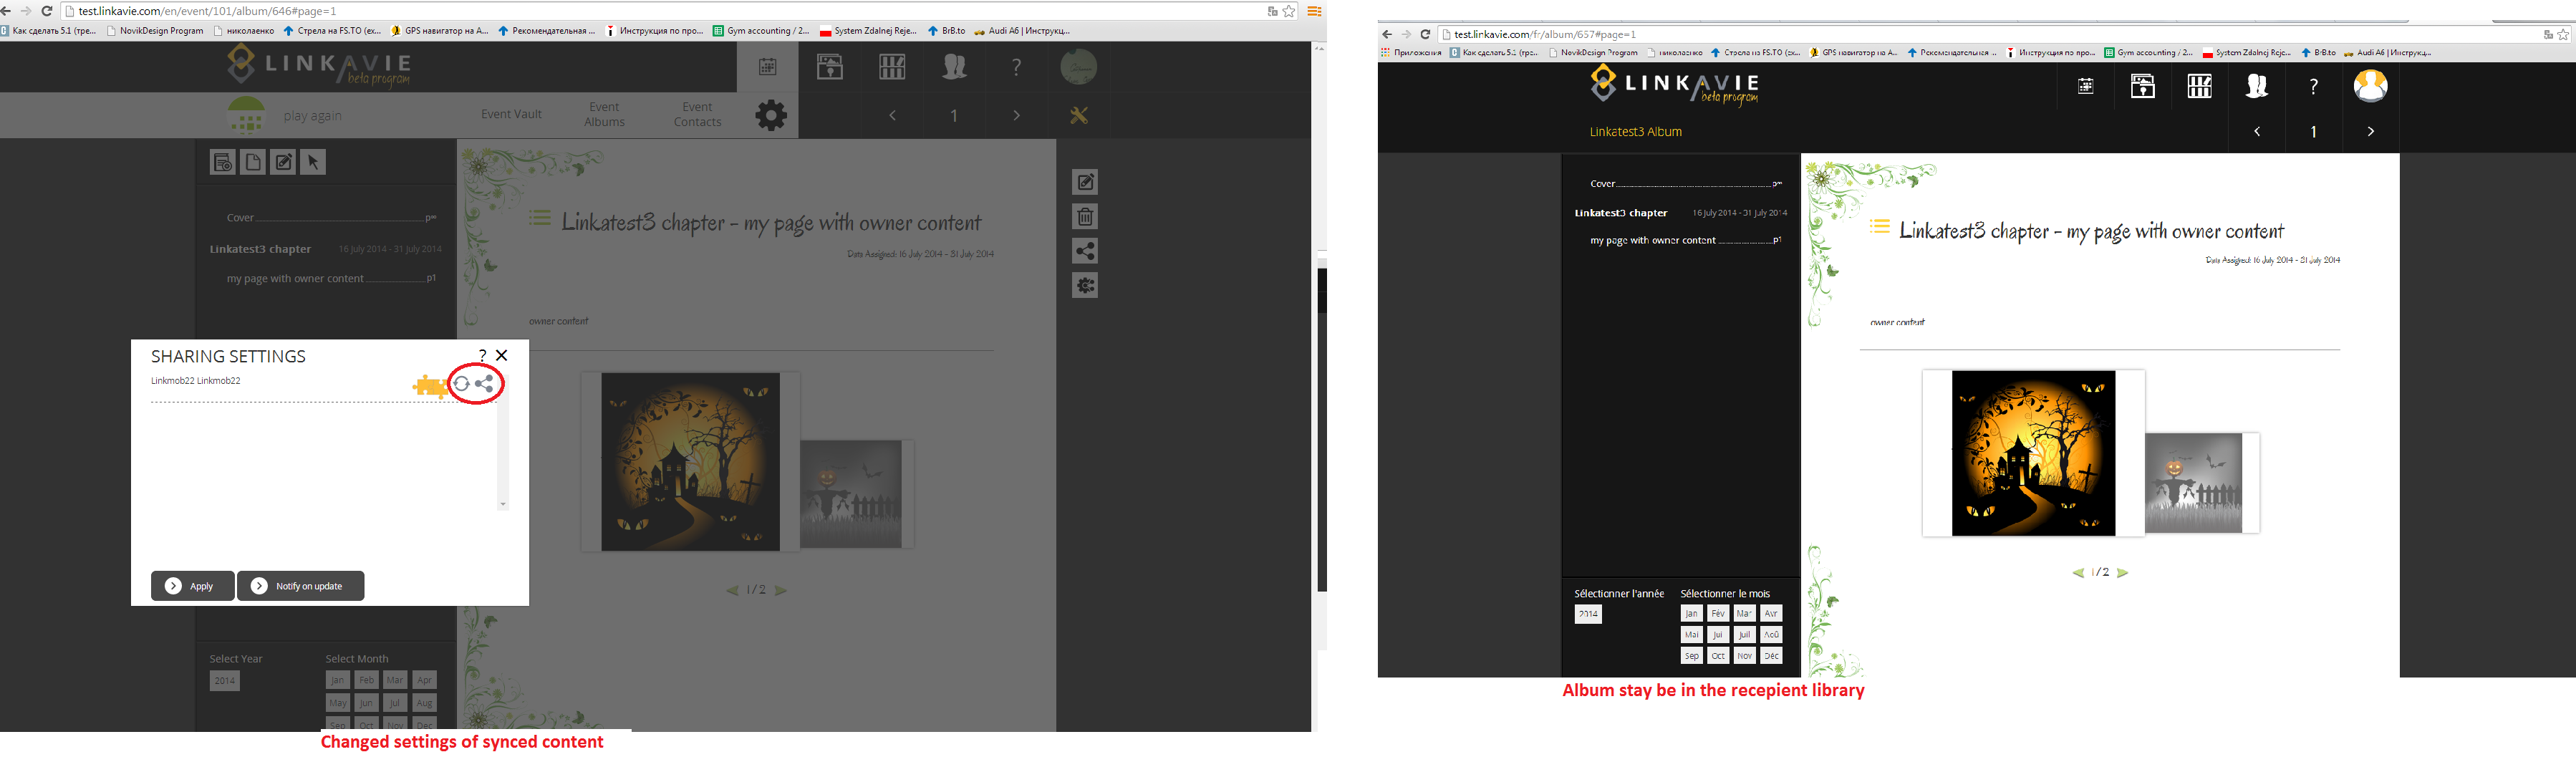 test.linkavie.com/en/event/101/album/646#page=1
Как сделать 5.1 (тре... NovikDesign Program николаенко Стрела на FS.TO (ex... GPS навигатор на A... Рекомендательная ... Инструкция по про... Gym accounting / 2... System Zdalnej Reje... BrB.to Audi A6 | Инструкц...
LINKAVIE
beta program
?
play again
Event Vault
Event Albums
Event Contacts
< 1 >
Cover p∞
Linkatest3 chapter 16 July 2014 - 31 July 2014
my page with owner content p1
Linkatest3 chapter - my page with owner content
Date Assigned: 16 July 2014 - 31 July 2014
owner content
SHARING SETTINGS ? X
Linkmob22 Linkmob22
Apply Notify on update
1/2
Select Year Select Month
2014 Jan Feb Mar Apr
May Jun Jul Aug
Sep Oct Nov Dec
Changed settings of synced content
test.linkavie.com/fr/album/657#page=1
Приложения Как сделать 5.1 (тре... NovikDesign Program николаенко Стрела на FS.TO (ex... GPS навигатор на A... Рекомендательная ... Инструкция по про... Gym accounting / 2... System Zdalnej Reje... BrB.to Audi A6 | Инструкц...
LINKAVIE
beta program
?
Linkatest3 Album
< 1 >
Cover p∞
Linkatest3 chapter 16 July 2014 - 31 July 2014
my page with owner content p1
Linkatest3 chapter - my page with owner content
Date Assigned: 16 July 2014 - 31 July 2014
owner content
1/2
Sélectionner l'année Sélectionner le mois
2014 Jan Fév Mar Avr
Mai Jui Juil Aoû
Sep Oct Nov Déc
Album stay be in the recepient library